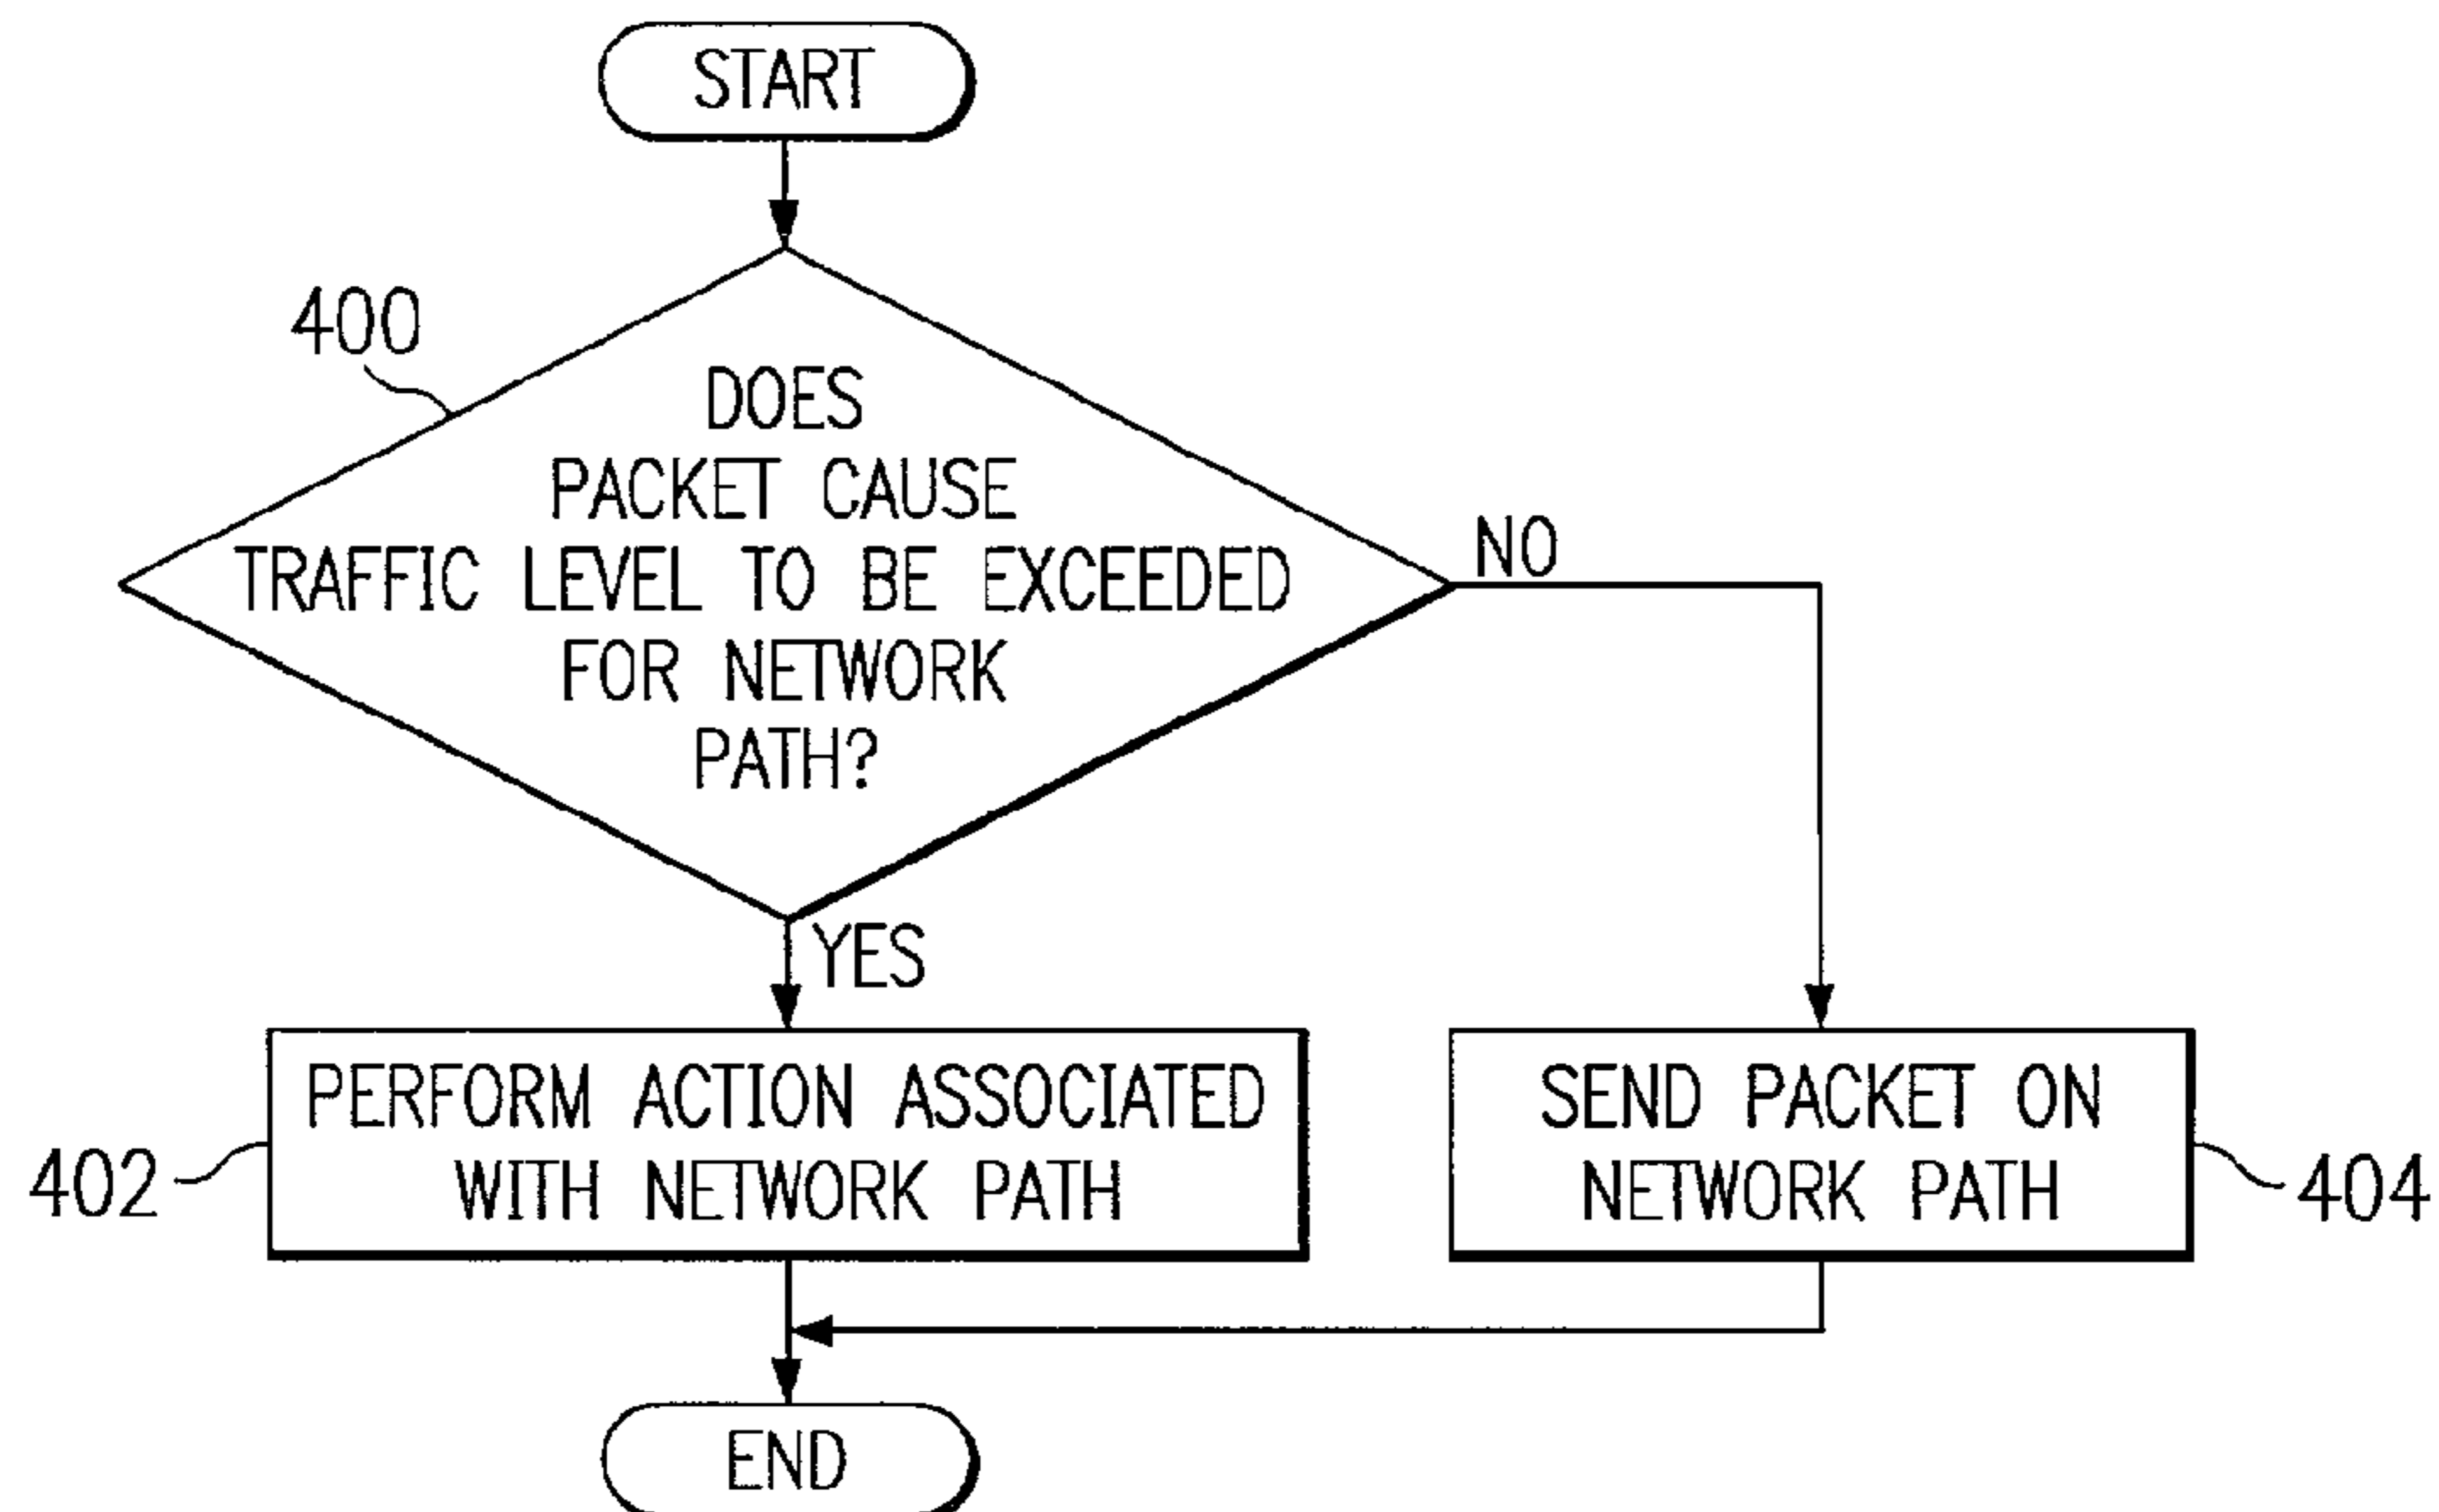 START
400
DOES
PACKET CAUSE
TRAFFIC LEVEL TO BE EXCEEDED
FOR NETWORK
PATH?
NO
YES
PERFORM ACTION ASSOCIATED
WITH NETWORK PATH
402
SEND PACKET ON
NETWORK PATH
404
END